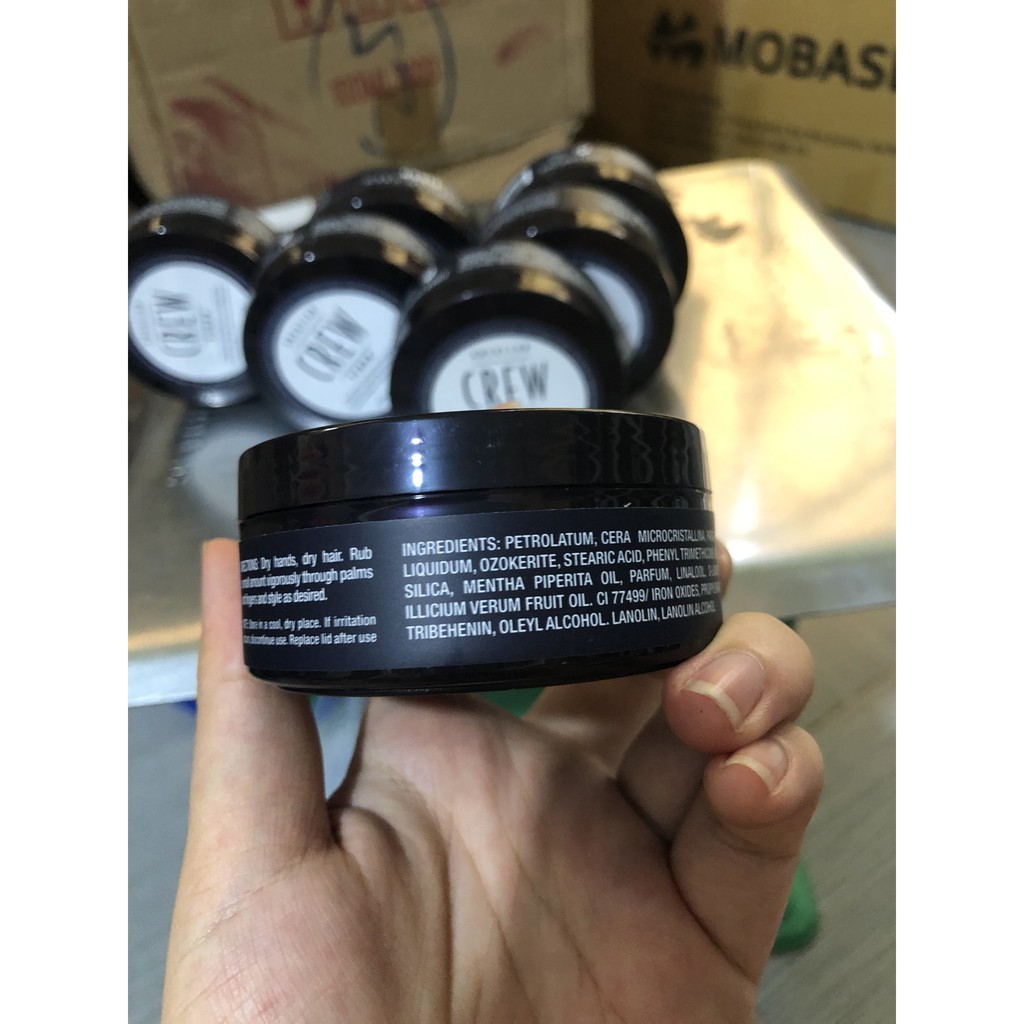 MOBASE
CREW
CREW
CREW
Dry hands, dry hair. Rub
amount vigorously through palms
fingers and style as desired.
Store in a cool, dry place. If irritation
discontinue use. Replace lid after use
INGREDIENTS: PETROLATUM, CERA MICROCRISTALLINA,
LIQUIDUM, OZOKERITE, STEARIC ACID, PHENYL TRIMETHICONE
SILICA, MENTHA PIPERITA OIL, PARFUM, LINALOOL,
ILLICIUM VERUM FRUIT OIL. CI 77499/ IRON OXIDES,
TRIBEHENIN, OLEYL ALCOHOL. LANOLIN, LANOLIN ALCOHOL